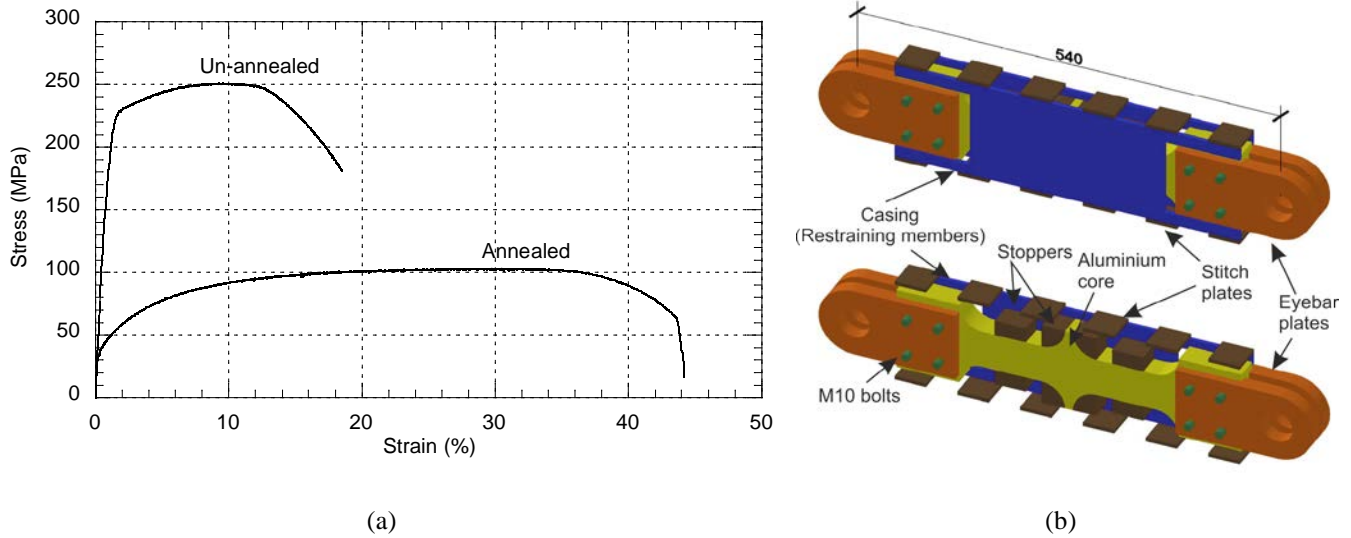 300
250
200
150
100
50
0
Stress (MPa)
Un-annealed
Annealed
0 10 20 30 40 50
Strain (%)
(a)
540
Casing
(Restraining members)
Stoppers
Aluminium
core
Stitch
plates
Eyebar
plates
M10 bolts
(b)